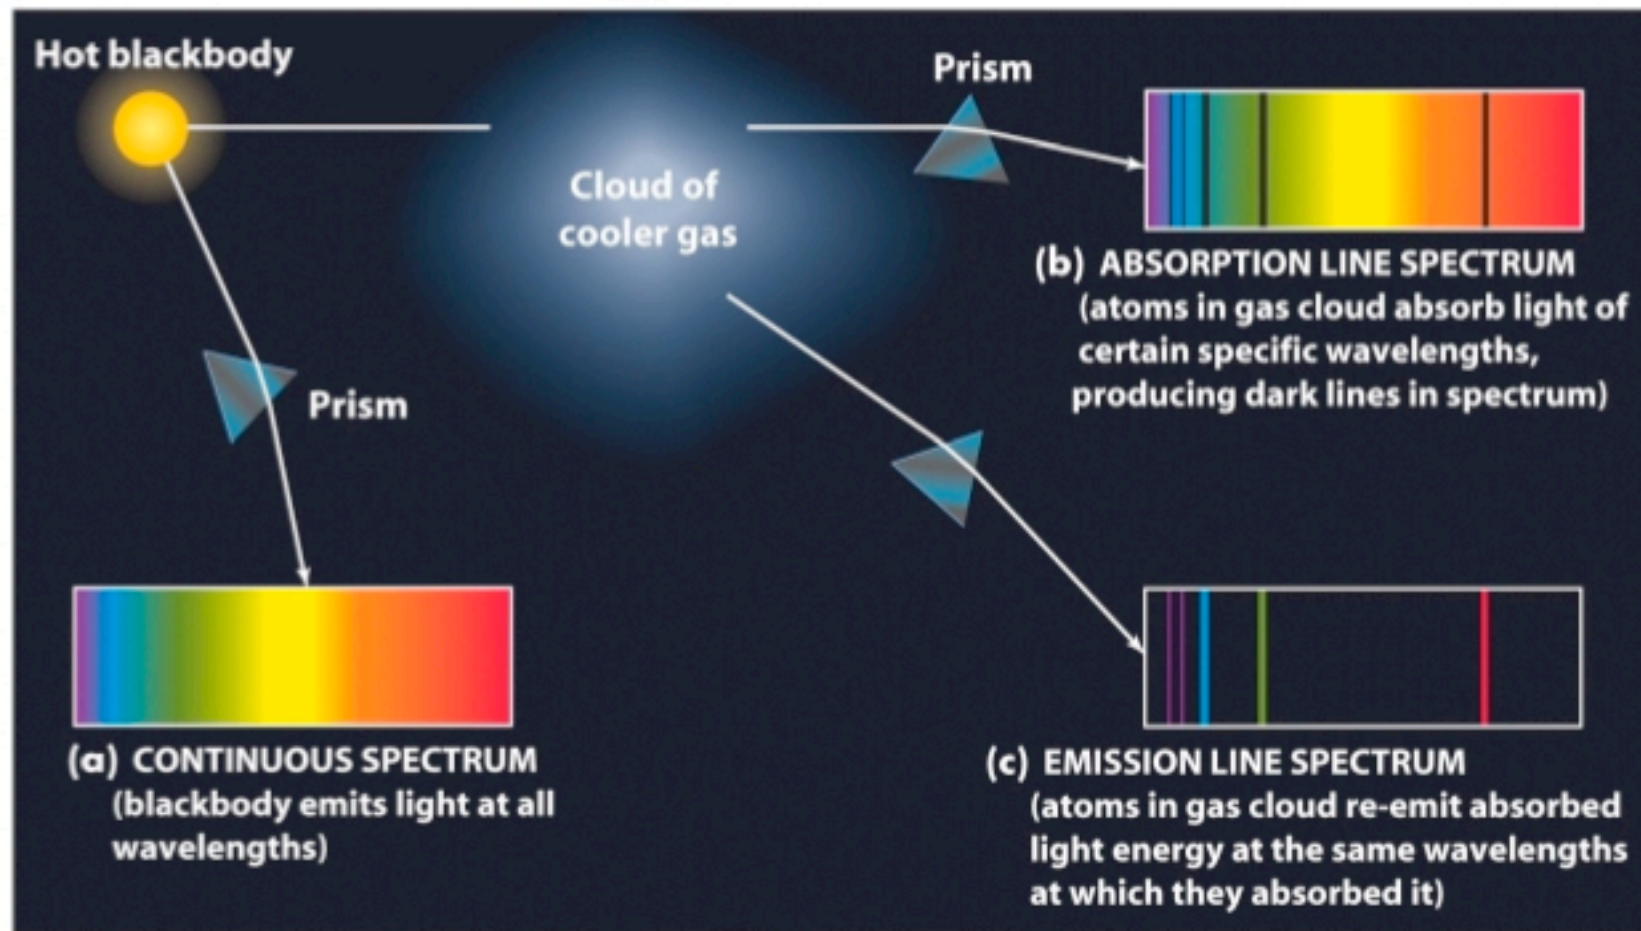 Hot blackbody
Prism
Cloud of
cooler gas
(b) ABSORPTION LINE SPECTRUM
(atoms in gas cloud absorb light of
certain specific wavelengths,
producing dark lines in spectrum)
Prism
(a) CONTINUOUS SPECTRUM
(blackbody emits light at all
wavelengths)
(c) EMISSION LINE SPECTRUM
(atoms in gas cloud re-emit absorbed
light energy at the same wavelengths
at which they absorbed it)